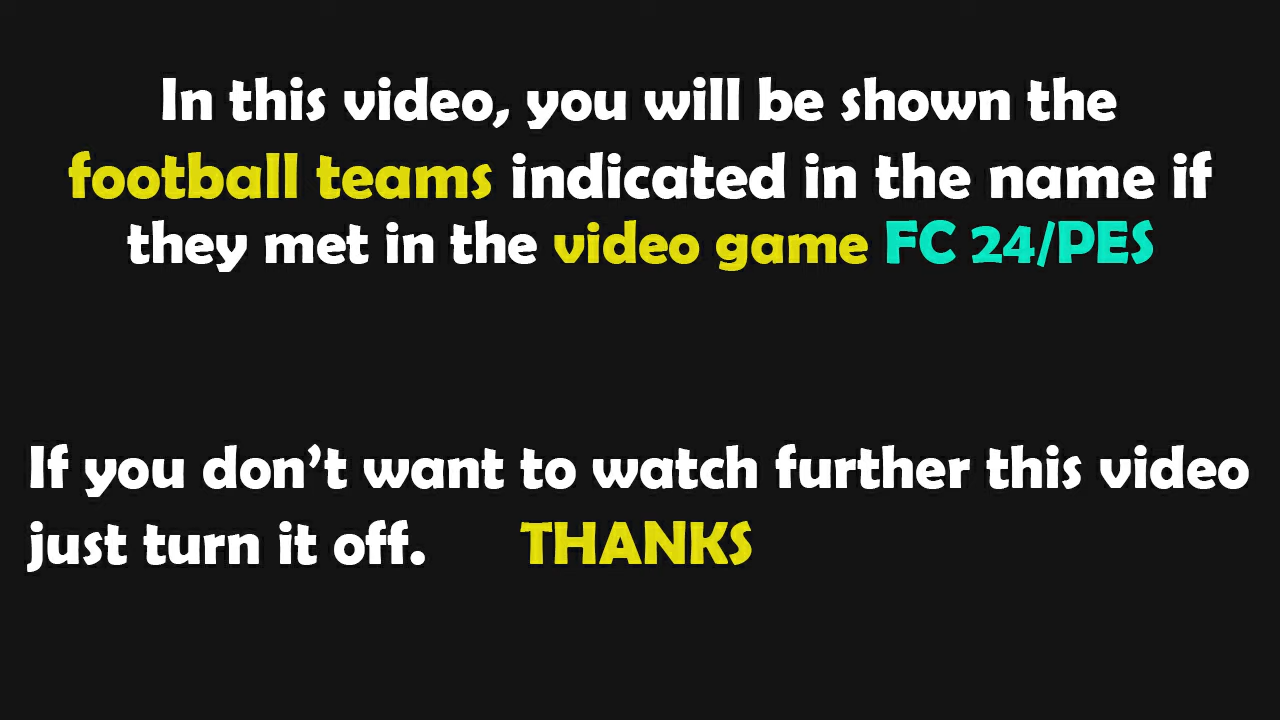 In this video, you will be shown the
football teams indicated in the name if
they met in the video game FC 24/PES
If you don’t want to watch further this video
just turn it off. THANKS